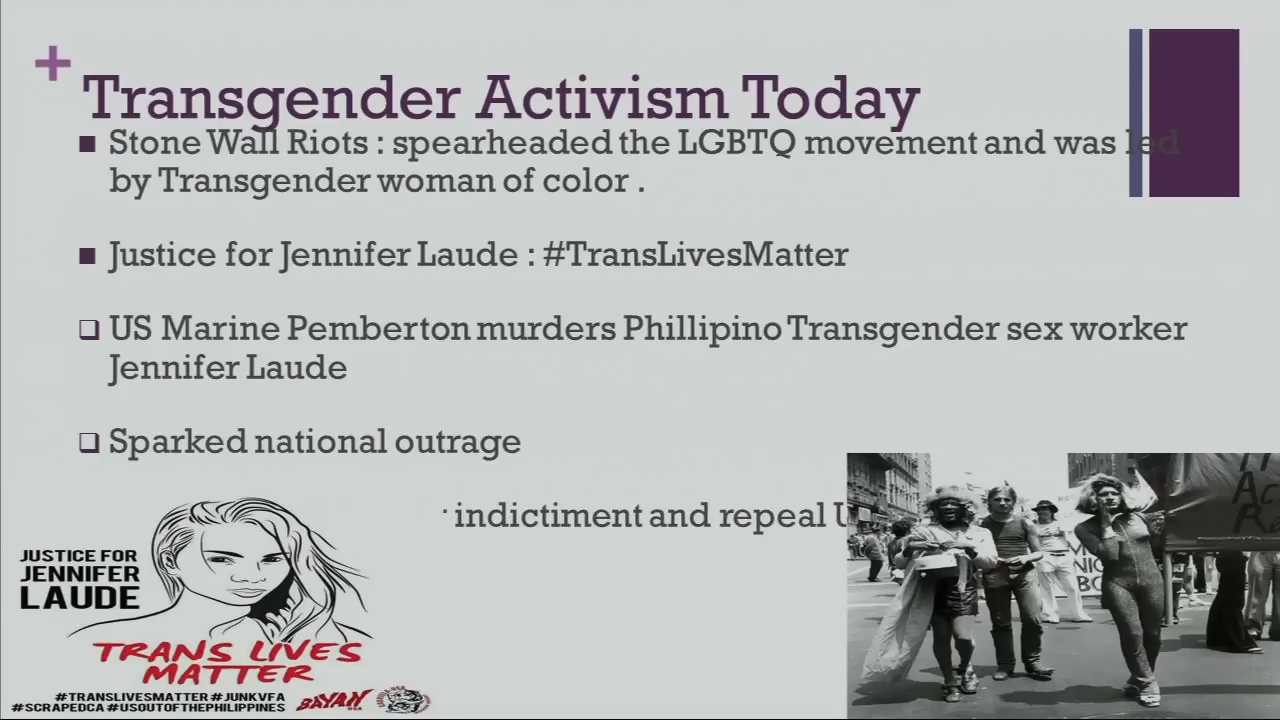 Transgender Activism Today
Stone Wall Riots : spearheaded the LGBTQ movement and was led
by Transgender woman of color .
Justice for Jennifer Laude : #TransLivesMatter
US Marine Pemberton murders Phillipino Transgender sex worker
Jennifer Laude
Sparked national outrage
indictiment and repeal U
JUSTICE FOR
JENNIFER
LAUDE
TRANS LIVES
MATTER
#TRANSLIVESMATTER #JUNKVFA
#SCRAPEDCA #USOUTOFTHEPHILIPPINES
BAYAN
USA